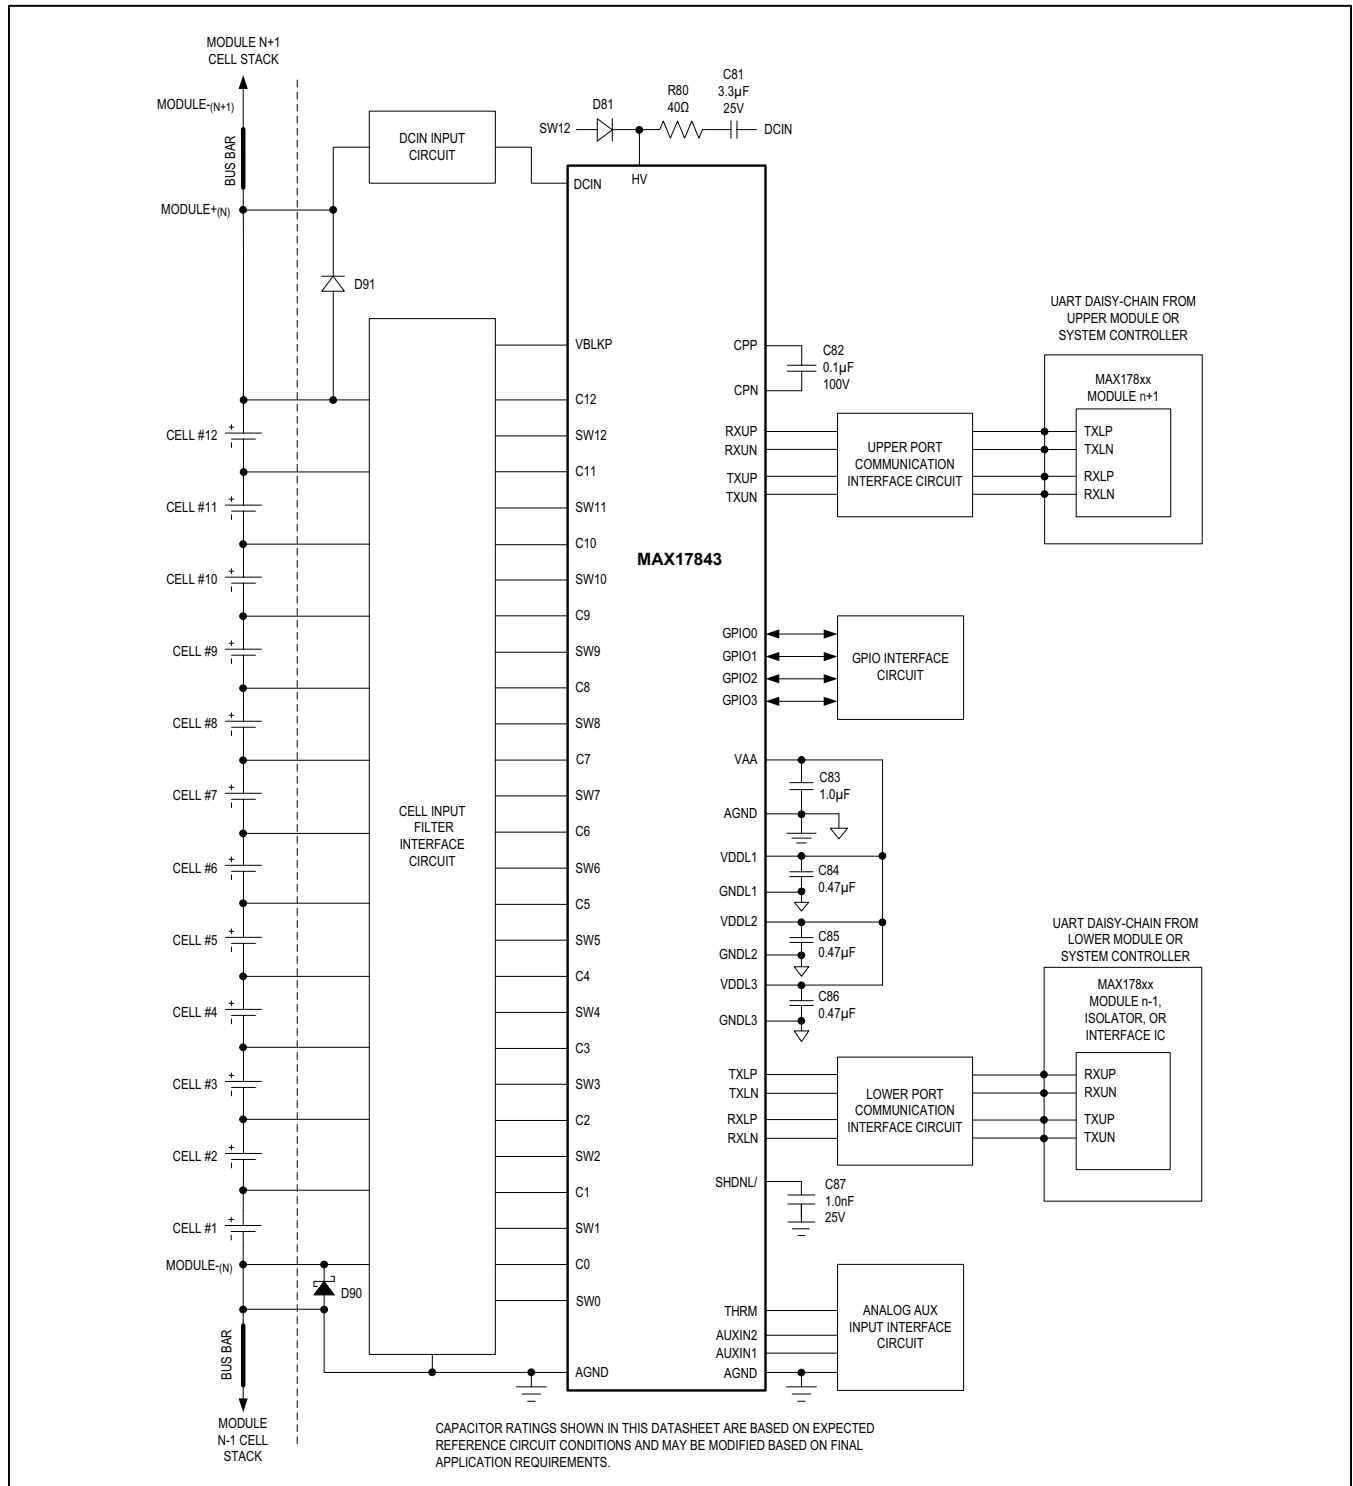 MODULE N+1
CELL STACK
MODULE-(N+1)
BUS BAR
MODULE+(N)
DCIN INPUT
CIRCUIT
D91
SW12
D81
R80
40Ω
C81
3.3µF
25V
DCIN
HV
DCIN
VBLKP
C12
SW12
C11
SW11
C10
SW10
C9
SW9
C8
SW8
C7
SW7
C6
SW6
C5
SW5
C4
SW4
C3
SW3
C2
SW2
C1
SW1
C0
SW0
AGND
CELL #12
+
-
CELL #11
+
-
CELL #10
+
-
CELL #9
+
-
CELL #8
+
-
CELL #7
+
-
CELL #6
+
-
CELL #5
+
-
CELL #4
+
-
CELL #3
+
-
CELL #2
+
-
CELL #1
+
-
MODULE-(N)
D90
BUS BAR
MODULE
N-1 CELL
STACK
CELL INPUT
FILTER
INTERFACE
CIRCUIT
MAX17843
CPP
CPN
C82
0.1µF
100V
RXUP
RXUN
TXUP
TXUN
UPPER PORT
COMMUNICATION
INTERFACE CIRCUIT
UART DAISY-CHAIN FROM
UPPER MODULE OR
SYSTEM CONTROLLER
MAX178xx
MODULE n+1
TXLP
TXLN
RXLP
RXLN
GPIO0
GPIO1
GPIO2
GPIO3
GPIO INTERFACE
CIRCUIT
VAA
C83
1.0µF
AGND
VDDL1
C84
0.47µF
GNDL1
VDDL2
C85
0.47µF
GNDL2
VDDL3
C86
0.47µF
GNDL3
TXLP
TXLN
RXLP
RXLN
LOWER PORT
COMMUNICATION
INTERFACE CIRCUIT
UART DAISY-CHAIN FROM
LOWER MODULE OR
SYSTEM CONTROLLER
MAX178xx
MODULE n-1,
ISOLATOR, OR
INTERFACE IC
RXUP
RXUN
TXUP
TXUN
SHDNL/
C87
1.0nF
25V
THRM
AUXIN2
AUXIN1
AGND
ANALOG AUX
INPUT INTERFACE
CIRCUIT
CAPACITOR RATINGS SHOWN IN THIS DATASHEET ARE BASED ON EXPECTED
REFERENCE CIRCUIT CONDITIONS AND MAY BE MODIFIED BASED ON FINAL
APPLICATION REQUIREMENTS.